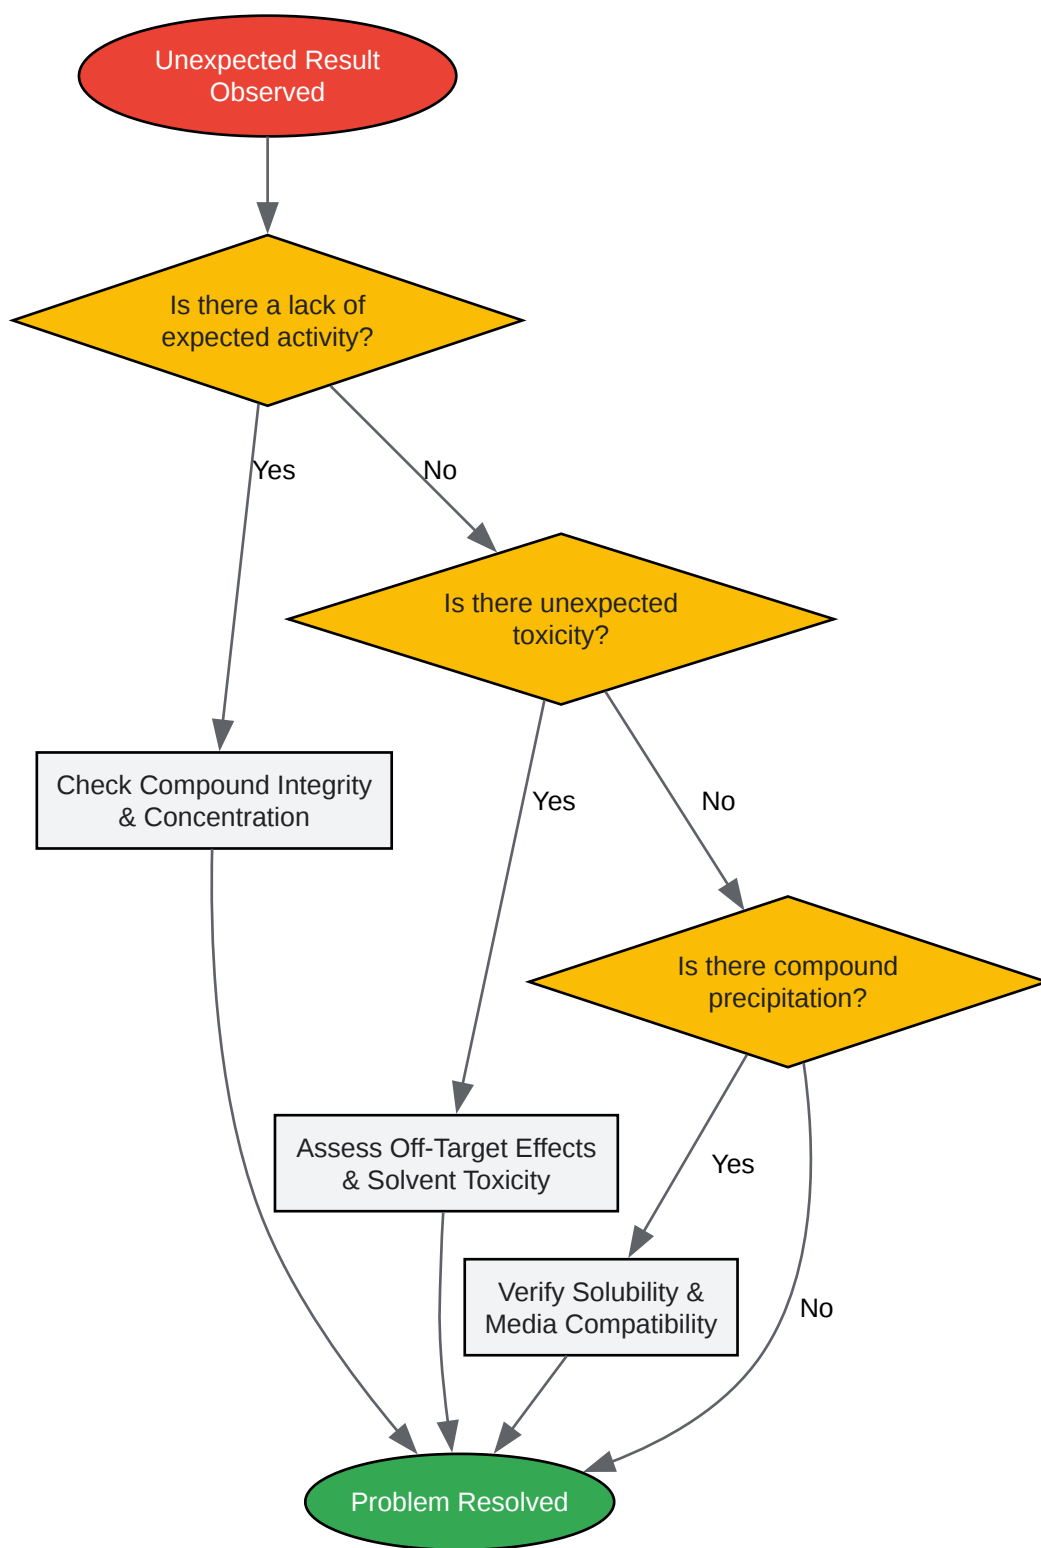 Unexpected Result
Observed
Is there a lack of
expected activity?
Yes
No
Is there unexpected
toxicity?
Check Compound Integrity
& Concentration
Yes
No
Is there compound
precipitation?
Assess Off-Target Effects
& Solvent Toxicity
Yes
Verify Solubility &
Media Compatibility
No
Problem Resolved